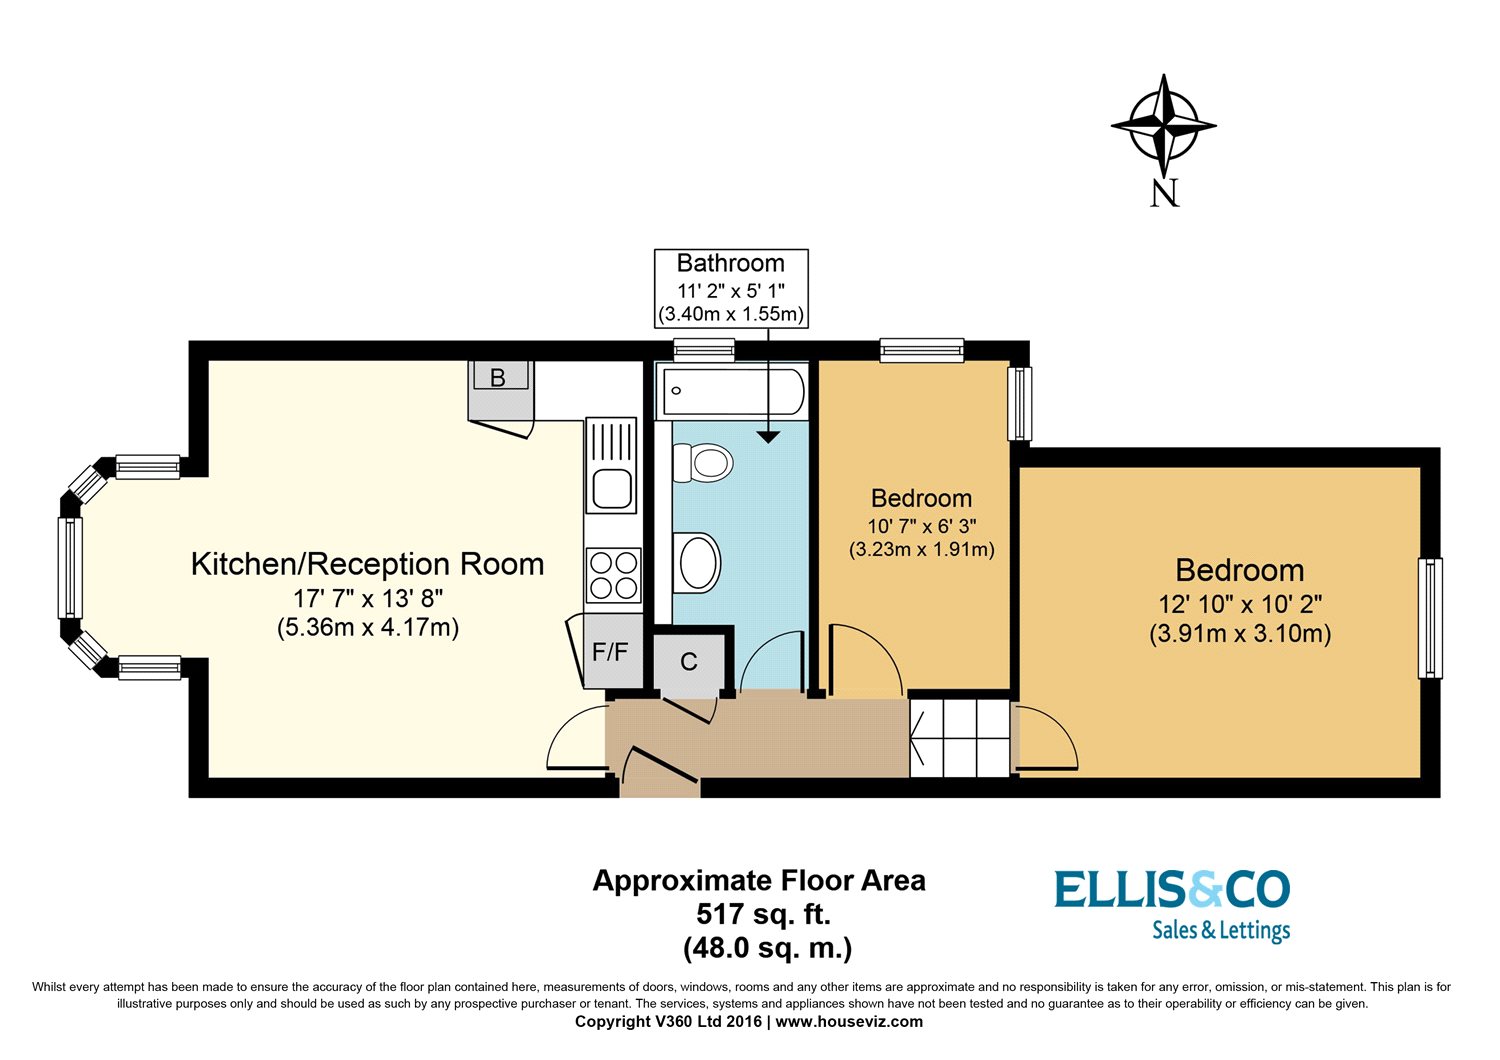 N
Bathroom
11' 2" x 5' 1"
(3.40m x 1.55m)
B
Bedroom
10' 7" x 6' 3"
(3.23m x 1.91m)
Kitchen/Reception Room
17' 7" x 13' 8"
(5.36m x 4.17m)
Bedroom
12' 10" x 10' 2"
(3.91m x 3.10m)
F/F
C
Approximate Floor Area
517 sq. ft.
(48.0 sq. m.)
ELLIS&CO
Sales & Lettings
Whilst every attempt has been made to ensure the accuracy of the floor plan contained here, measurements of doors, windows, rooms and any other items are approximate and no responsibility is taken for any error, omission, or mis-statement. This plan is for
illustrative purposes only and should be used as such by any prospective purchaser or tenant. The services, systems and appliances shown have not been tested and no guarantee as to their operability or efficiency can be given.
Copyright V360 Ltd 2016 | www.houseviz.com